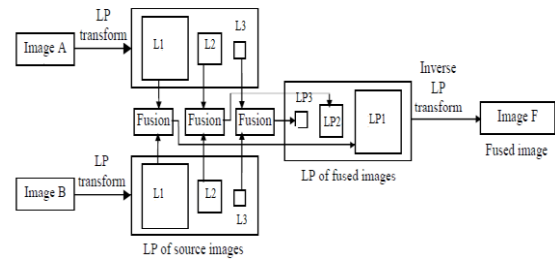 Image A
LP
transform
L1
L2
L3
Fusion
Fusion
Fusion
Image B
LP
transform
L1
L2
L3
LP of source images
LP3
LP2
LP1
LP of fused images
Inverse
LP
transform
Image F
Fused image